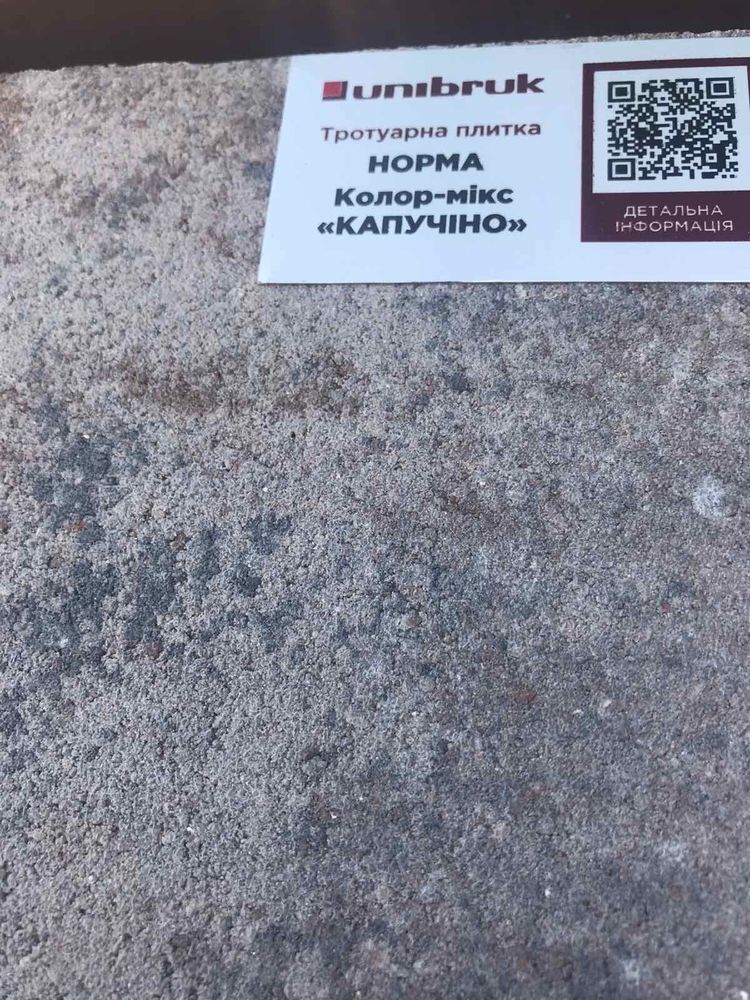 unibruk
Тротуарна плитка
НОРМА
Колор-мікс
«КАПУЧІНО»
ДЕТАЛЬНА
ІНФОРМАЦІЯ